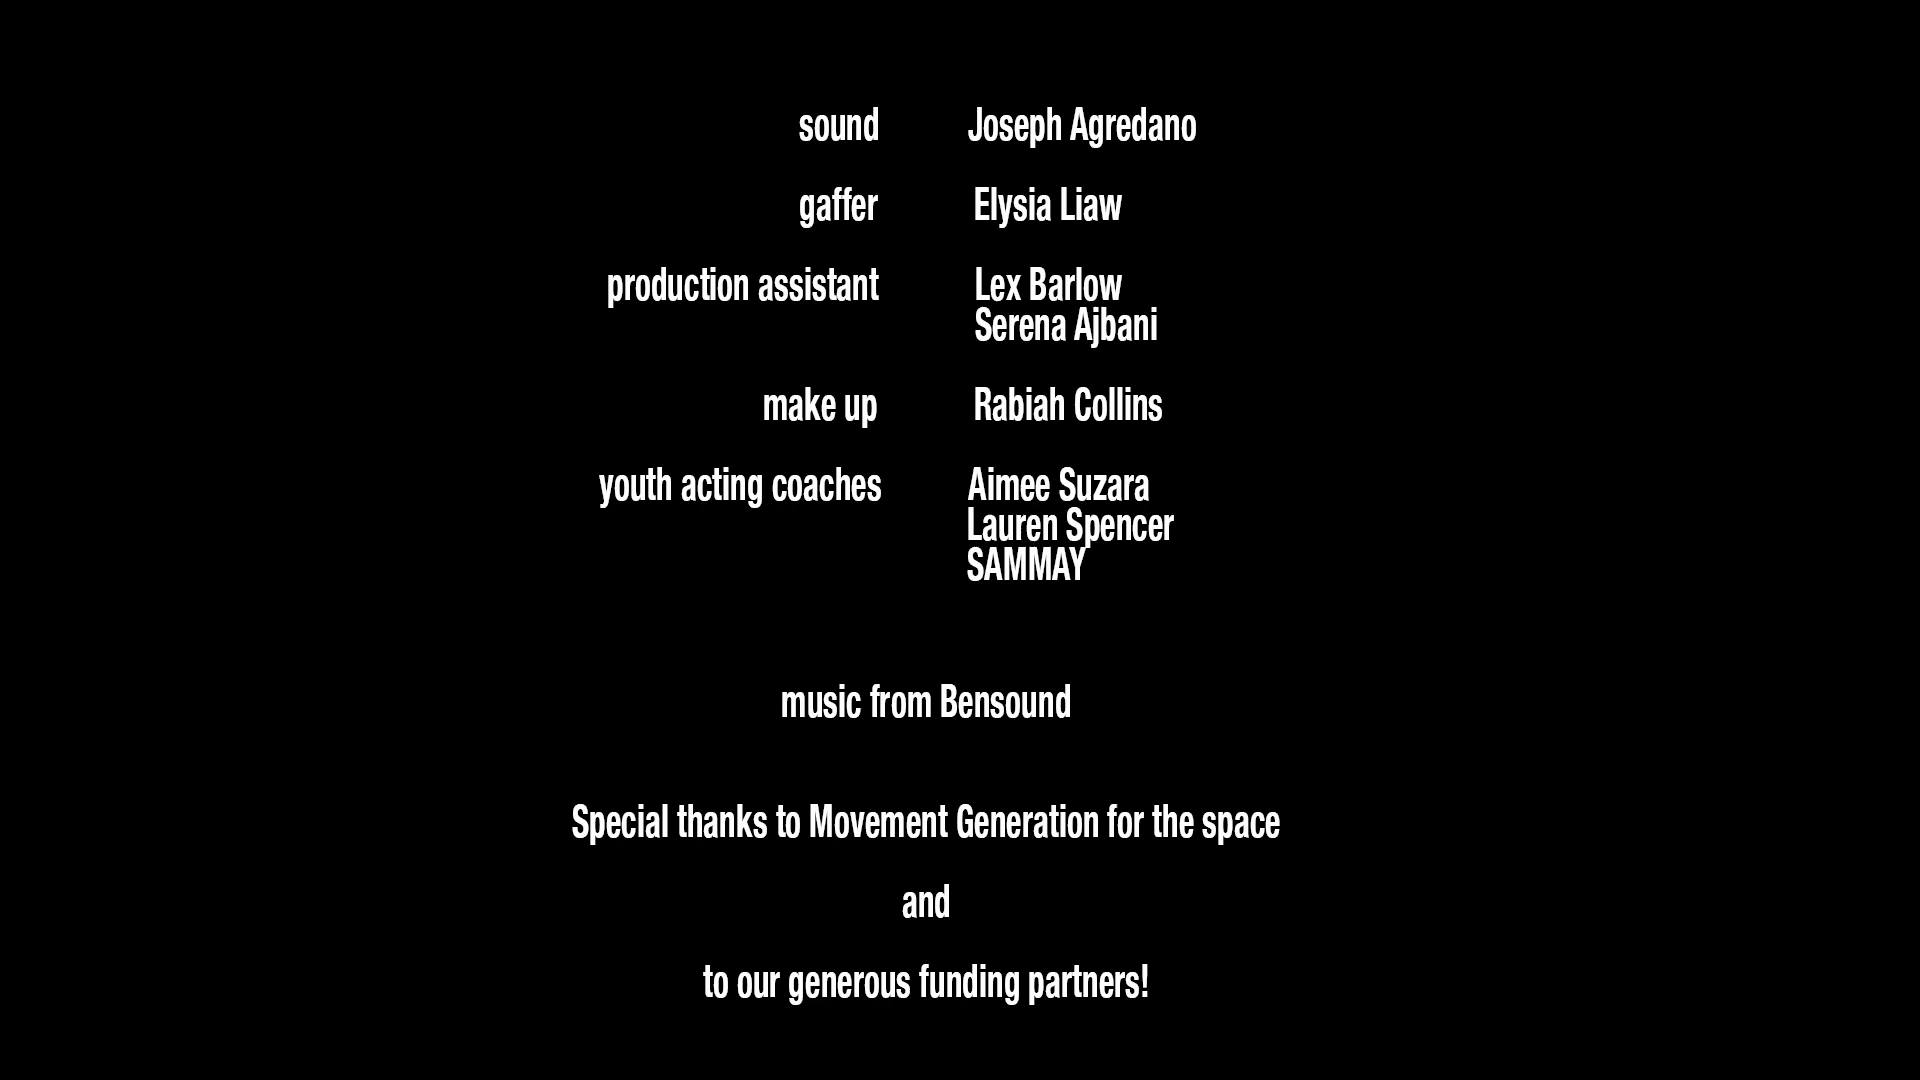 sound Joseph Agredano
gaffer Elysia Liaw
production assistant Lex Barlow
Serena Ajbani
make up Rabiah Collins
youth acting coaches Aimee Suzara
Lauren Spencer
SAMMAY
music from Bensound
Special thanks to Movement Generation for the space
and
to our generous funding partners!